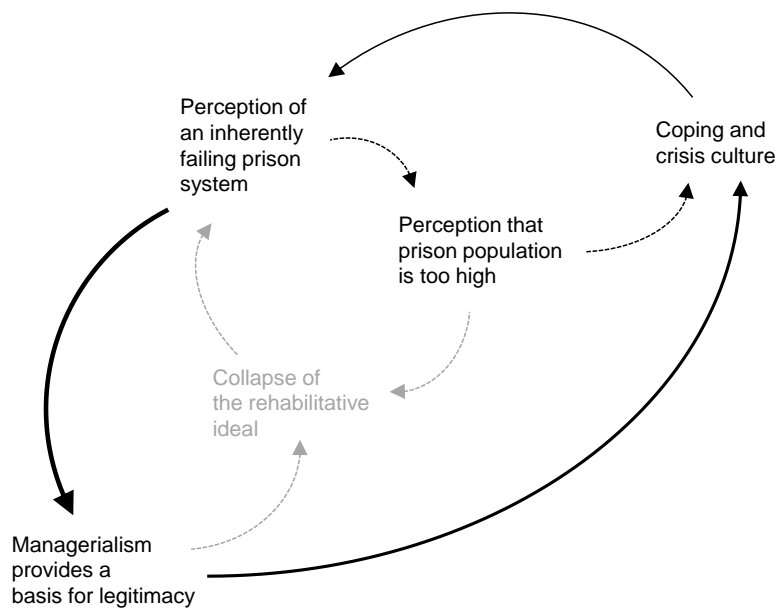 Perception of
an inherently
failing prison
system
Coping and
crisis culture
Perception that
prison population
is too high
Collapse of
the rehabilitative
ideal
Managerialism
provides a
basis for legitimacy